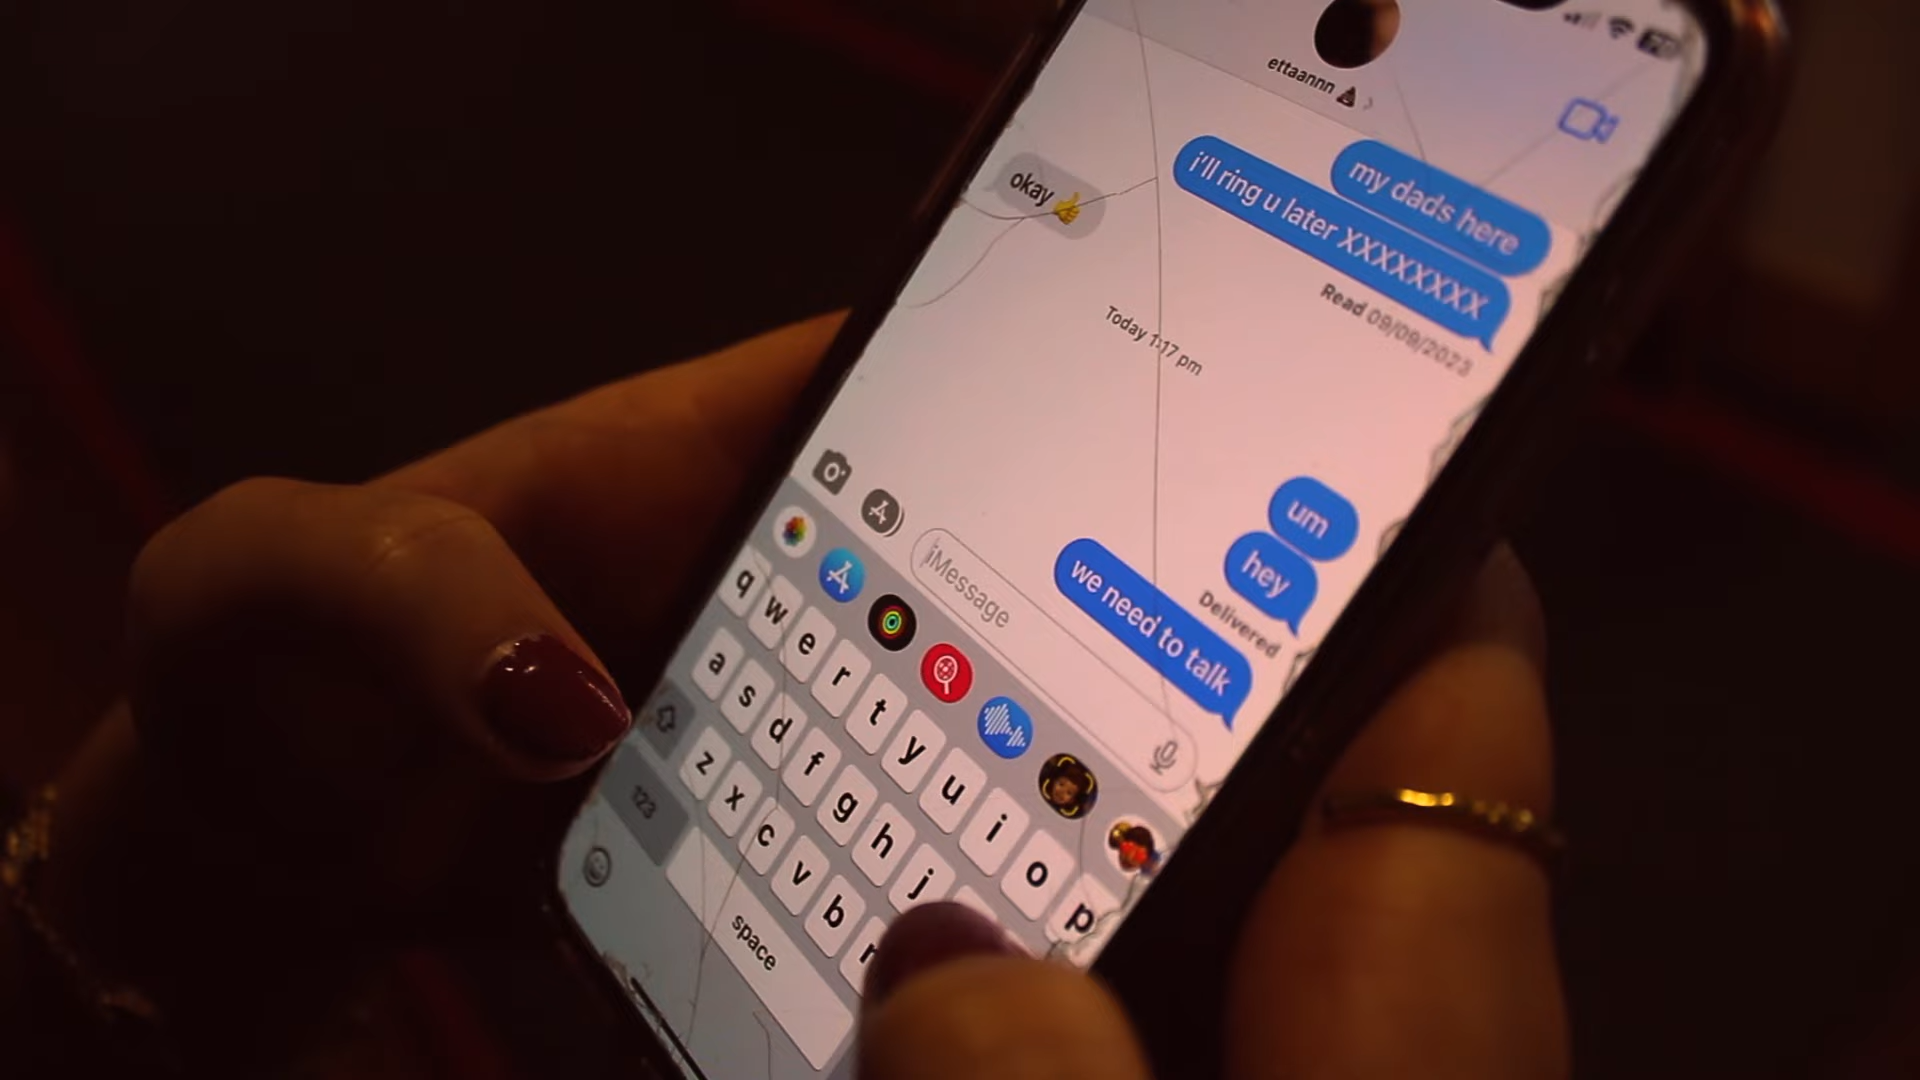 ettaannn
my dads here
i'll ring u later XXXXXXXX
Read 09/09/2023
okay 👍
Today 1:17 pm
um
hey
Delivered
we need to talk
iMessage
q w e r t y u i o p
a s d f g h j
z x c v b
123
space